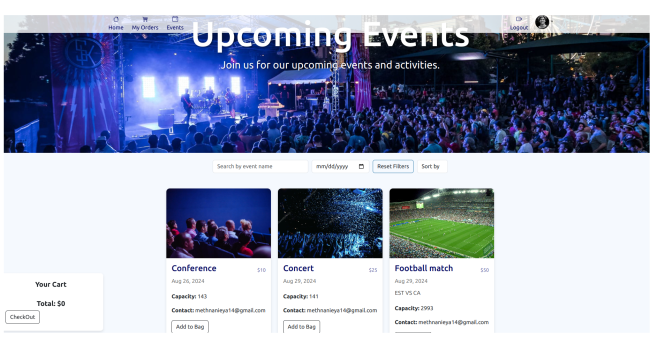 Home My Orders Events Logout
Upcoming Events
Join us for our upcoming events and activities.
Search by event name mm/dd/yyyy Reset Filters Sort by
Conference $10
Aug 26, 2024
Capacity: 143
Contact: methnanieya14@gmail.com
Add to Bag
Concert $25
Aug 29, 2024
Capacity: 141
Contact: methnanieya14@gmail.com
Add to Bag
Football match $50
Aug 29, 2024
EST VS CA
Capacity: 2993
Contact: methnanieya14@gmail.com
Your Cart
Total: $0
CheckOut